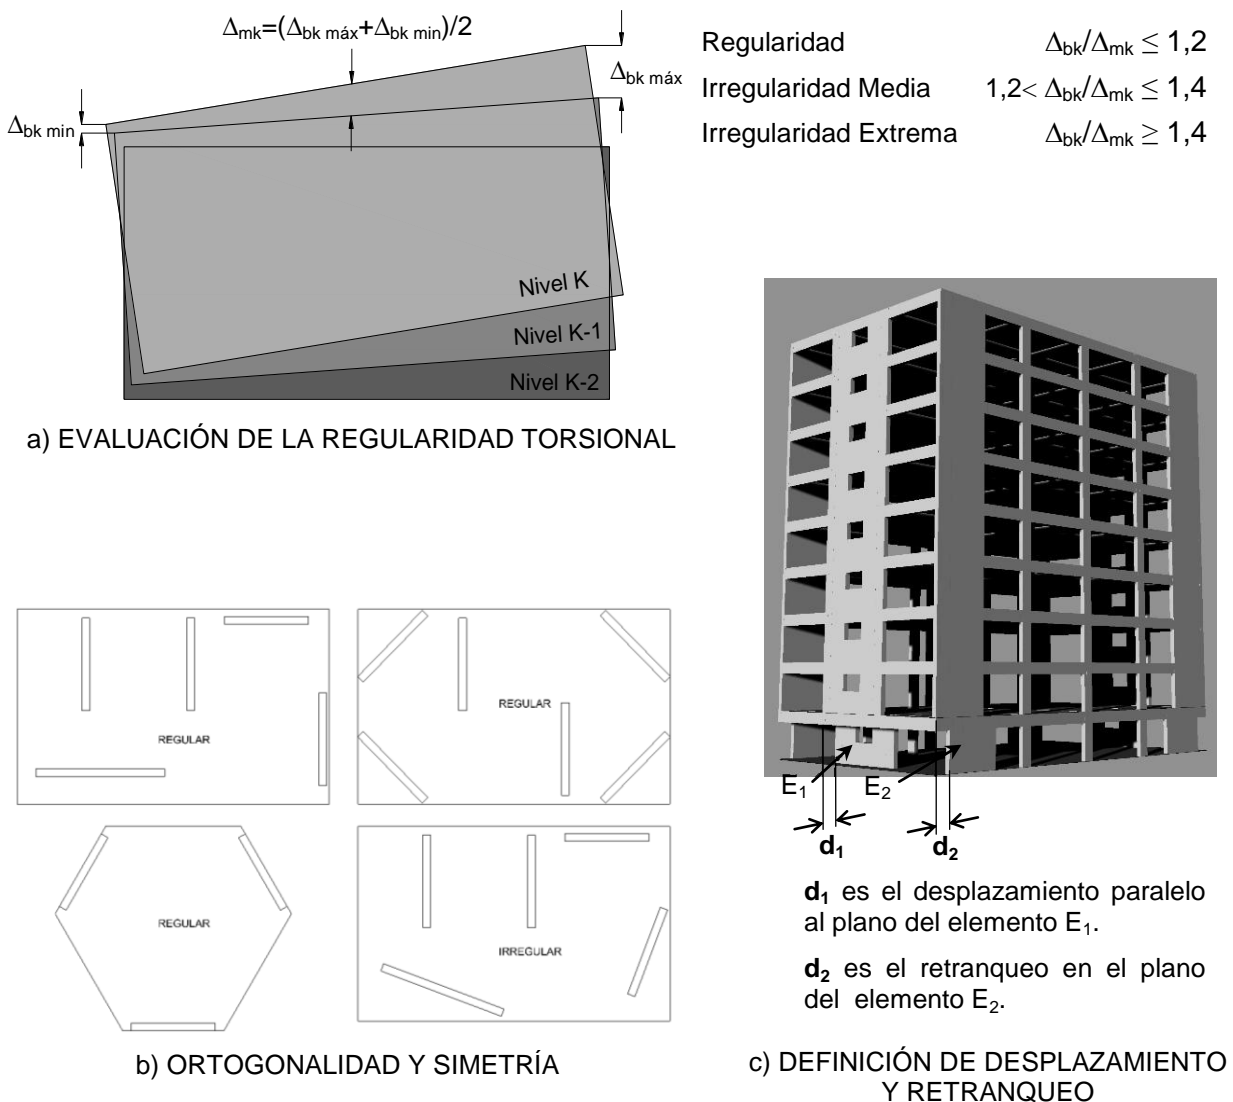 Δmk=(Δbk máx+Δbk min)/2
Δbk máx
Δbk min
Nivel K
Nivel K-1
Nivel K-2
a) EVALUACIÓN DE LA REGULARIDAD TORSIONAL
Regularidad Δbk/Δmk ≤ 1,2
Irregularidad Media 1,2< Δbk/Δmk ≤ 1,4
Irregularidad Extrema Δbk/Δmk ≥ 1,4
REGULAR
REGULAR
REGULAR
IRREGULAR
b) ORTOGONALIDAD Y SIMETRÍA
E1
E2
d1
d2
d1 es el desplazamiento paralelo
al plano del elemento E1.
d2 es el retranqueo en el plano
del elemento E2.
c) DEFINICIÓN DE DESPLAZAMIENTO
Y RETRANQUEO